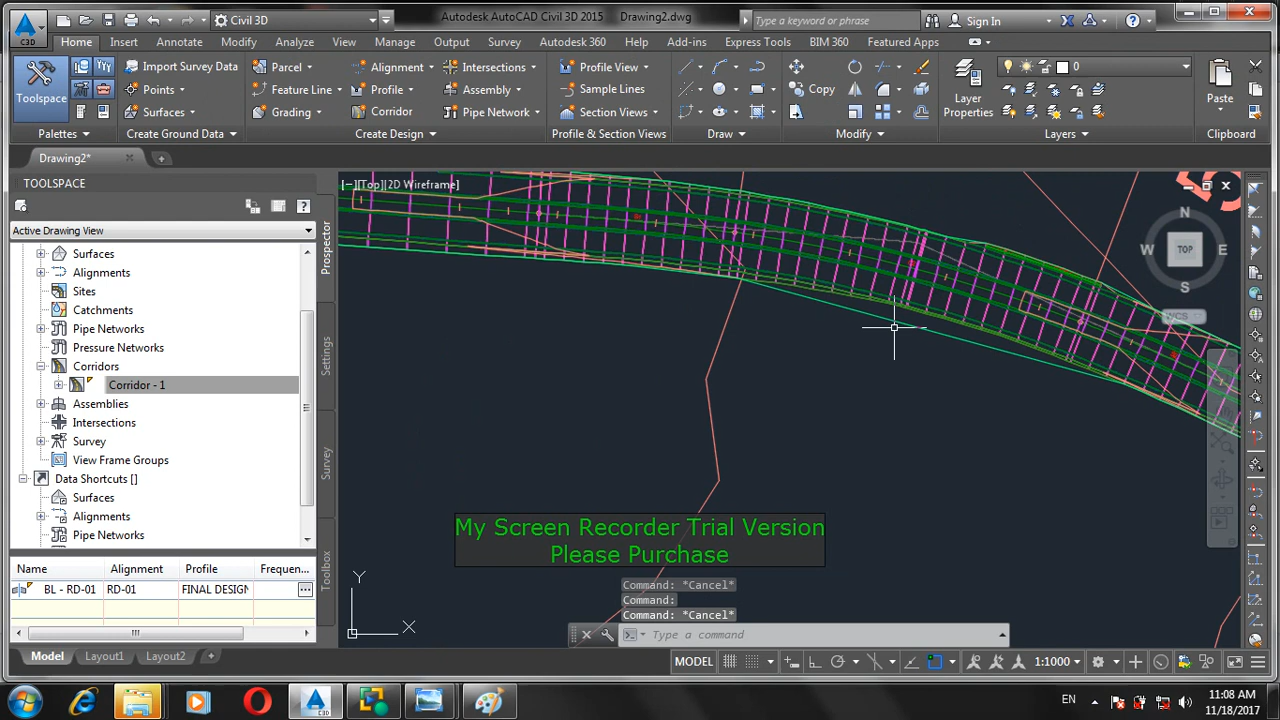 Civil 3D
Autodesk AutoCAD Civil 3D 2015 Drawing2.dwg
Type a keyword or phrase
Sign In
C3D
Home Insert Annotate Modify Analyze View Manage Output Survey Autodesk 360 Help Add-ins Express Tools BIM 360 Featured Apps
Toolspace
Import Survey Data
Points
Surfaces
Parcel
Feature Line
Grading
Alignment
Profile
Corridor
Intersections
Assembly
Pipe Network
Profile View
Sample Lines
Section Views
Copy
Layer
Properties
0
Paste
Palettes Create Ground Data Create Design Profile & Section Views Draw Modify Layers Clipboard
Drawing2*
TOOLSPACE
Active Drawing View
Surfaces
Alignments
Sites
Catchments
Pipe Networks
Pressure Networks
Corridors
Corridor - 1
Assemblies
Intersections
Survey
View Frame Groups
Data Shortcuts []
Surfaces
Alignments
Pipe Networks
Prospector
Settings
Survey
Toolbox
Name Alignment Profile Frequen...
BL - RD-01 RD-01 FINAL DESIGN
[−][Top][2D Wireframe]
N
W TOP E
S
WCS
My Screen Recorder Trial Version
Please Purchase
Y
X
Command: *Cancel*
Command:
Command: *Cancel*
Type a command
Model Layout1 Layout2
MODEL
1:1000
EN
11:08 AM
11/18/2017